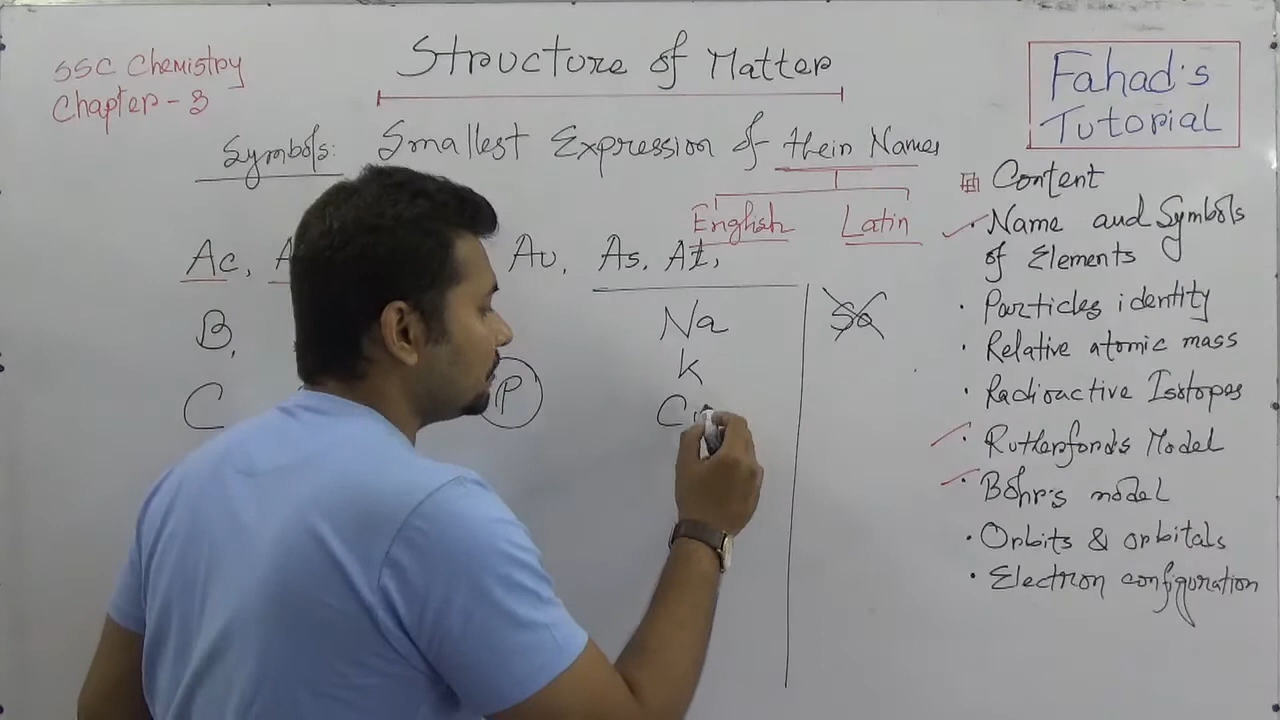 SSC Chemistry
Chapter - 3
Structure of Matter
Fahad's
Tutorial
Symbols: Smallest Expression of their Names
English Latin
Ac, A Au, As, At,
B, Na
K
C P
Sa
Content
Name and Symbols
of Elements
· Particles identity
· Relative atomic mass
· Radioactive Isotopes
· Rutherford's Model
· Bohr's model
· Orbits & orbitals
· Electron configuration